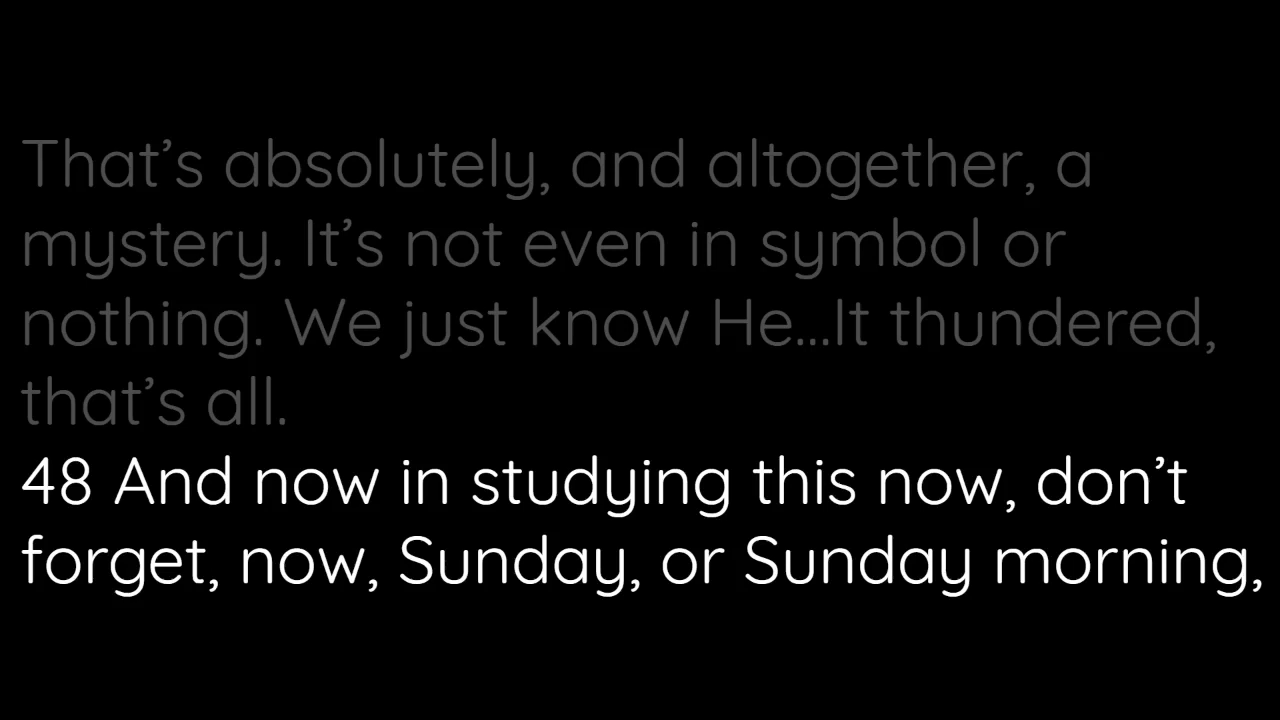 That’s absolutely, and altogether, a
mystery. It’s not even in symbol or
nothing. We just know He...It thundered,
that’s all.
48 And now in studying this now, don’t
forget, now, Sunday, or Sunday morning,